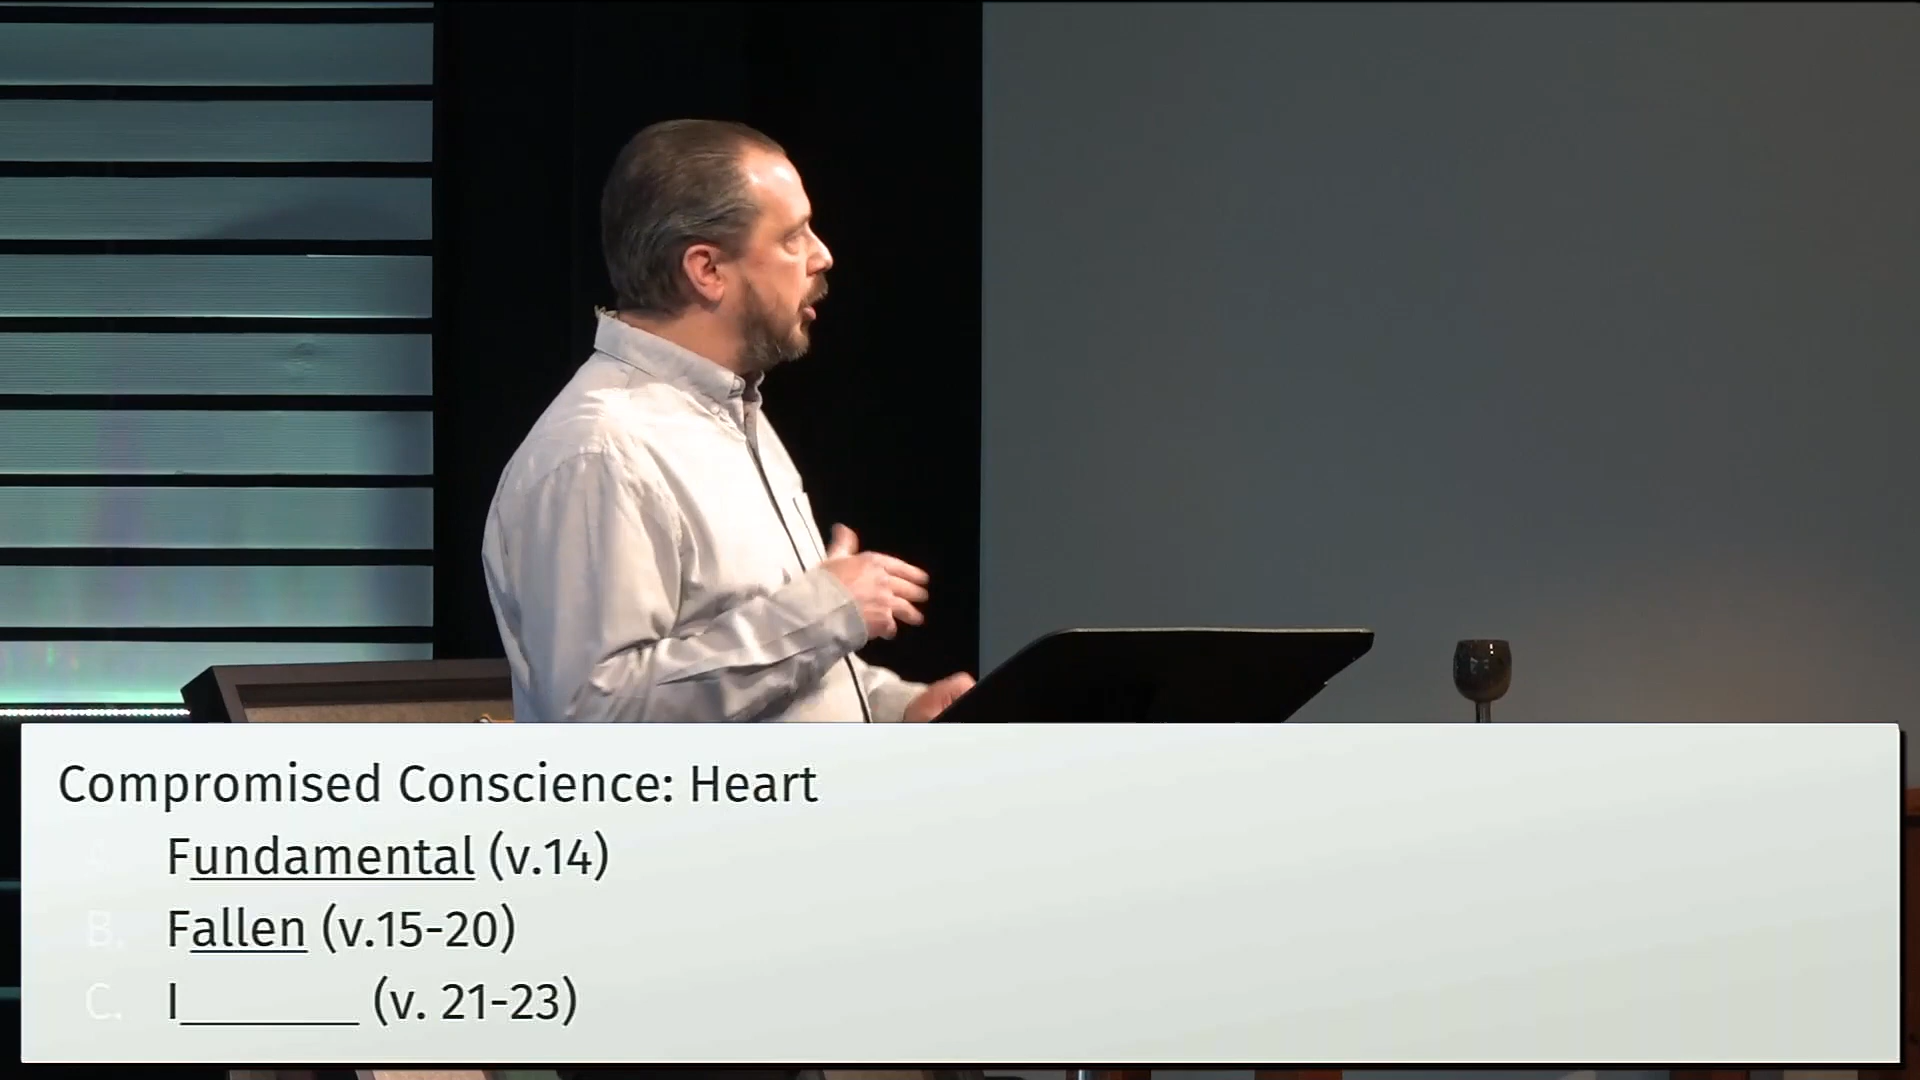 Compromised Conscience: Heart
A. Fundamental (v.14)
B. Fallen (v.15-20)
C. I_______ (v. 21-23)